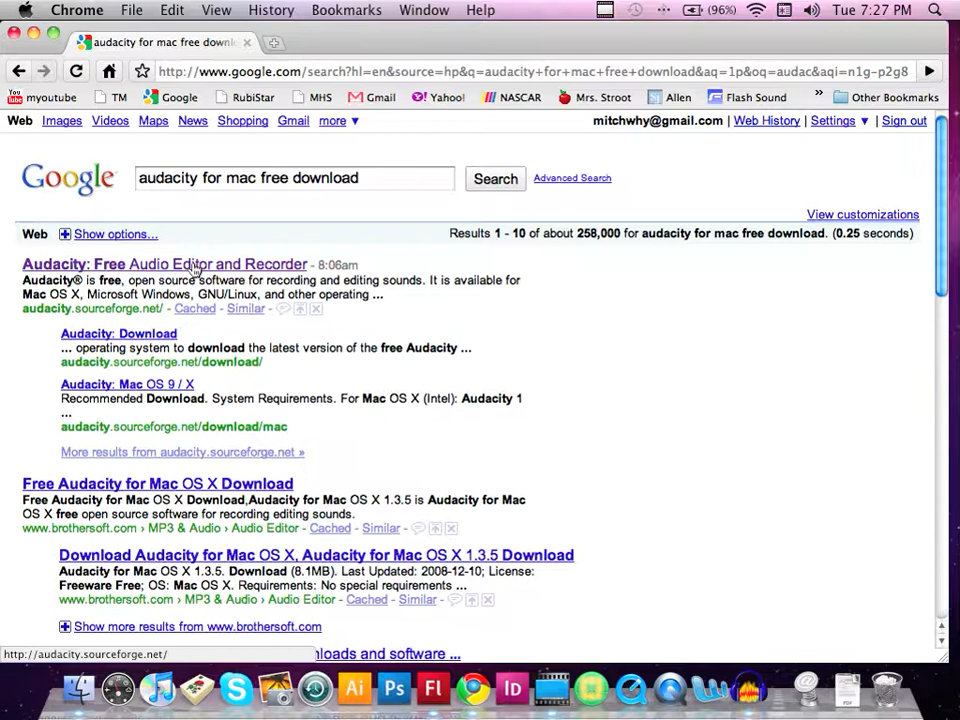 Chrome File Edit View History Bookmarks Window Help (96%) Tue 7:27 PM
audacity for mac free downl
http://www.google.com/search?hl=en&source=hp&q=audacity+for+mac+free+download&aq=1p&oq=audac&aqi=n1g-p2g8
You Tube myoutube TM Google RubiStar MHS Gmail Yahoo! NASCAR Mrs. Stroot Allen Flash Sound » Other Bookmarks
Web Images Videos Maps News Shopping Gmail more ▼ mitchwhy@gmail.com | Web History | Settings ▼ | Sign out
Google audacity for mac free download Search Advanced Search
View customizations
Web Show options... Results 1 - 10 of about 258,000 for audacity for mac free download. (0.25 seconds)
Audacity: Free Audio Editor and Recorder - 8:06am
Audacity® is free, open source software for recording and editing sounds. It is available for
Mac OS X, Microsoft Windows, GNU/Linux, and other operating ...
audacity.sourceforge.net/ - Cached - Similar -
Audacity: Download
... operating system to download the latest version of the free Audacity ...
audacity.sourceforge.net/download/
Audacity: Mac OS 9 / X
Recommended Download. System Requirements. For Mac OS X (Intel): Audacity 1
...
audacity.sourceforge.net/download/mac
More results from audacity.sourceforge.net »
Free Audacity for Mac OS X Download
Free Audacity for Mac OS X Download,Audacity for Mac OS X 1.3.5 is Audacity for Mac
OS X free open source software for recording editing sounds.
www.brothersoft.com › MP3 & Audio › Audio Editor - Cached - Similar -
Download Audacity for Mac OS X, Audacity for Mac OS X 1.3.5 Download
Audacity for Mac OS X 1.3.5. Download (8.1MB). Last Updated: 2008-12-10; License:
Freeware Free; OS: Mac OS X. Requirements: No special requirements ...
www.brothersoft.com › MP3 & Audio › Audio Editor - Cached - Similar -
Show more results from www.brothersoft.com
http://audacity.sourceforge.net/ nloads and software ...
Ai Ps Fl Id
PDF